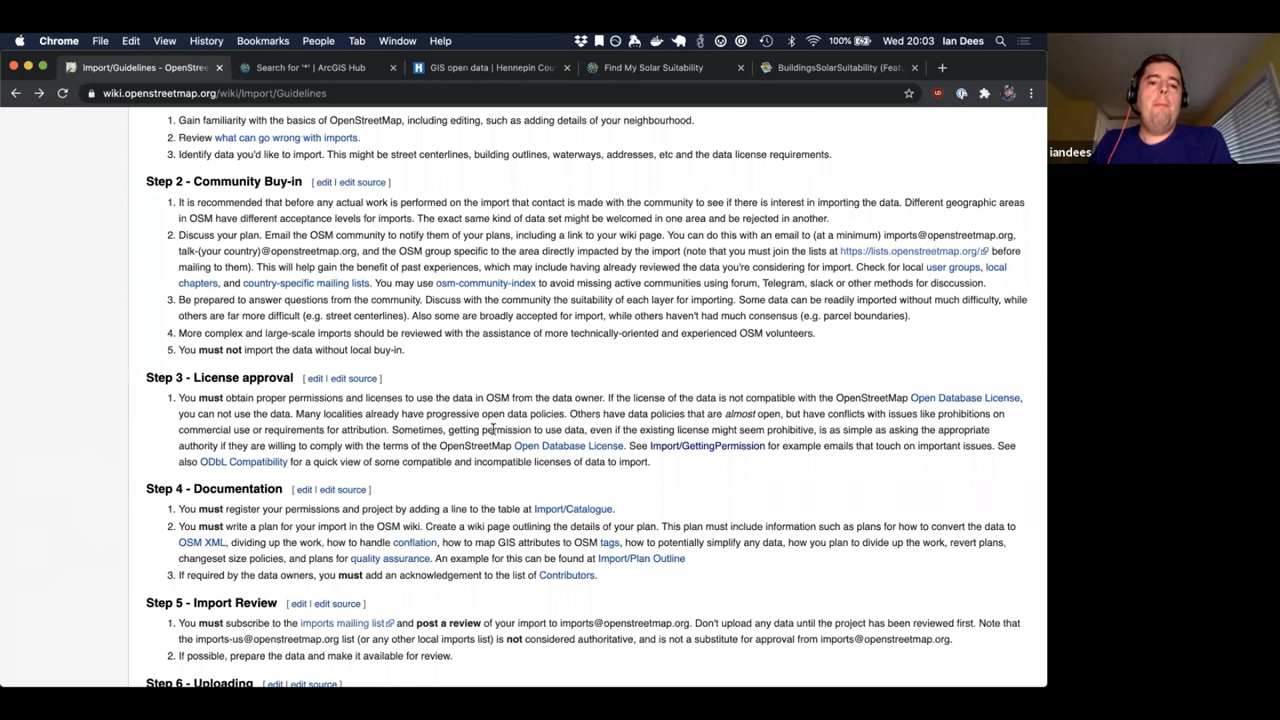 Chrome File Edit View History Bookmarks People Tab Window Help 100% Wed 20:03 Ian Dees
Import/Guidelines - OpenStree Search for '*' | ArcGIS Hub GIS open data | Hennepin Cou Find My Solar Suitability BuildingsSolarSuitability (Feat
wiki.openstreetmap.org/wiki/Import/Guidelines
1. Gain familiarity with the basics of OpenStreetMap, including editing, such as adding details of your neighbourhood.
2. Review what can go wrong with imports.
3. Identify data you'd like to import. This might be street centerlines, building outlines, waterways, addresses, etc and the data license requirements.
iandees
Step 2 - Community Buy-in [ edit | edit source ]
1. It is recommended that before any actual work is performed on the import that contact is made with the community to see if there is interest in importing the data. Different geographic
areas in OSM have different acceptance levels for imports. The exact same kind of data set might be welcomed in one area and be rejected in another.
2. Discuss your plan. Email the OSM community to notify them of your plans, including a link to your wiki page. You can do this with an email to (at a minimum) imports@openstreetmap.org,
talk-(your country)@openstreetmap.org, and the OSM group specific to the area directly impacted by the import (note that you must join the lists at https://lists.openstreetmap.org/ before
mailing to them). This will help gain the benefit of past experiences, which may include having already reviewed the data you're considering for import. Check for local user groups, local
chapters, and country-specific mailing lists. You may use osm-community-index to avoid missing active communities using forum, Telegram, slack or other methods for disccussion.
3. Be prepared to answer questions from the community. Discuss with the community the suitability of each layer for importing. Some data can be readily imported without much difficulty, while
others are far more difficult (e.g. street centerlines). Also some are broadly accepted for import, while others haven't had much consensus (e.g. parcel boundaries).
4. More complex and large-scale imports should be reviewed with the assistance of more technically-oriented and experienced OSM volunteers.
5. You must not import the data without local buy-in.
Step 3 - License approval [ edit | edit source ]
1. You must obtain proper permissions and licenses to use the data in OSM from the data owner. If the license of the data is not compatible with the OpenStreetMap Open Database License,
you can not use the data. Many localities already have progressive open data policies. Others have data policies that are almost open, but have conflicts with issues like prohibitions on
commercial use or requirements for attribution. Sometimes, getting permission to use data, even if the existing license might seem prohibitive, is as simple as asking the appropriate
authority if they are willing to comply with the terms of the OpenStreetMap Open Database License. See Import/GettingPermission for example emails that touch on important issues. See
also ODbL Compatibility for a quick view of some compatible and incompatible licenses of data to import.
Step 4 - Documentation [ edit | edit source ]
1. You must register your permissions and project by adding a line to the table at Import/Catalogue.
2. You must write a plan for your import in the OSM wiki. Create a wiki page outlining the details of your plan. This plan must include information such as plans for how to convert the data to
OSM XML, dividing up the work, how to handle conflation, how to map GIS attributes to OSM tags, how to potentially simplify any data, how you plan to divide up the work, revert plans,
changeset size policies, and plans for quality assurance. An example for this can be found at Import/Plan Outline
3. If required by the data owners, you must add an acknowledgement to the list of Contributors.
Step 5 - Import Review [ edit | edit source ]
1. You must subscribe to the imports mailing list and post a review of your import to imports@openstreetmap.org. Don't upload any data until the project has been reviewed first. Note that
the imports-us@openstreetmap.org list (or any other local imports list) is not considered authoritative, and is not a substitute for approval from imports@openstreetmap.org.
2. If possible, prepare the data and make it available for review.
Step 6 - Uploading [ edit | edit source ]